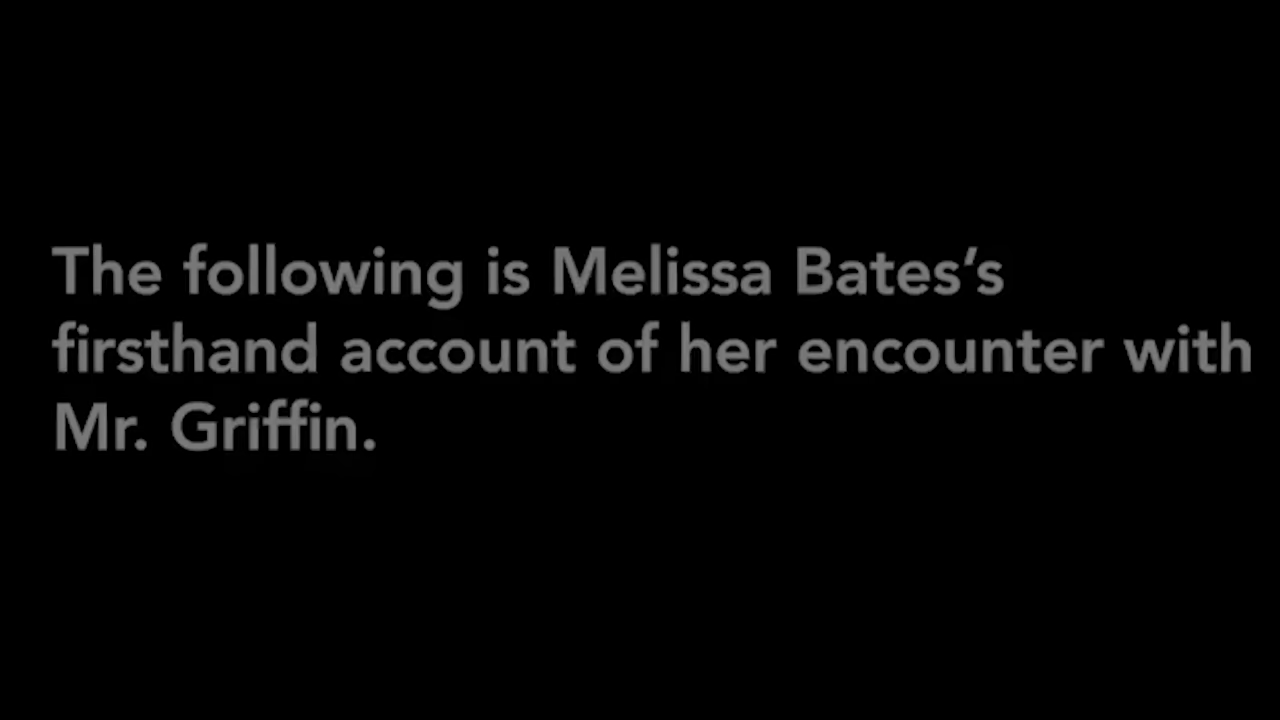 The following is Melissa Bates‘s
firsthand account of her encounter with
Mr. Griffin.